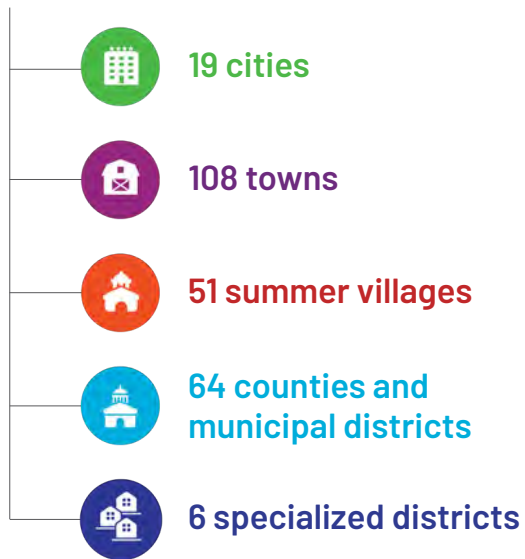 19 cities
108 towns
51 summer villages
64 counties and
municipal districts
6 specialized districts